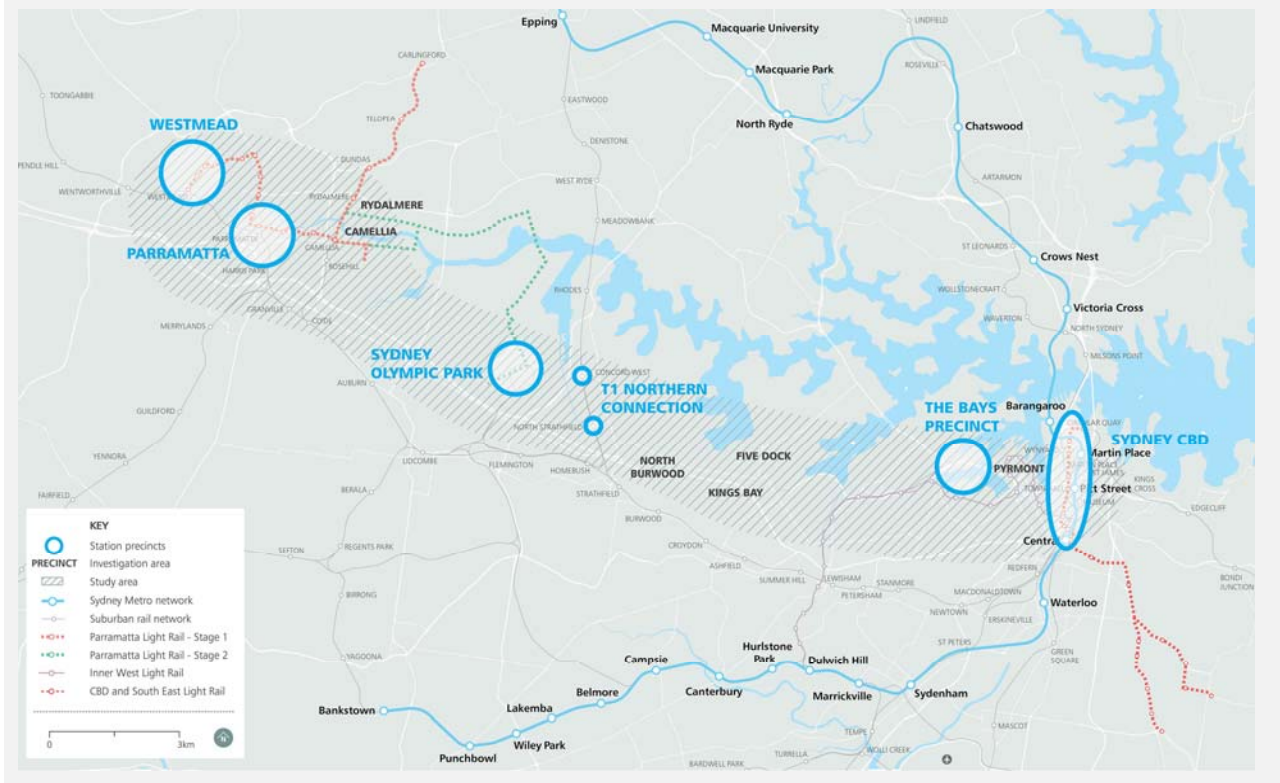 Epping
Macquarie University
LINDFIELD
CARLINGFORD
Macquarie Park
ROSEVILLE
TOONGABBIE
EASTWOOD
TELOPEA
WESTMEAD
North Ryde
Chatswood
DENISTONE
PENDLE HILL
DUNDAS
WEST RYDE
ARTARMON
WENTWORTHVILLE
RYDALMERE
RYDALMERE
MEADOWBANK
CAMELLIA
PARRAMATTA
CAMELLIA
ST LEONARDS
PARRAMATTA
HARRIS PARK
ROSEHILL
Crows Nest
RHODES
WOLLSTONECRAFT
GRANVILLE
CLYDE
Victoria Cross
WAVERTON
MERRYLANDS
NORTH SYDNEY
SYDNEY
OLYMPIC PARK
MILSONS POINT
CONCORD WEST
AUBURN
T1 NORTHERN
CONNECTION
THE BAYS
PRECINCT
Barangaroo
GUILDFORD
NORTH STRATHFIELD
SYDNEY CBD
Martin Place
YENNORA
LIDCOMBE
FLEMINGTON
HOMEBUSH
NORTH
BURWOOD
FIVE DOCK
PYRMONT
KINGS
CROSS
FAIRFIELD
BERALA
STRATHFIELD
KINGS BAY
Pitt Street
EDGECLIFF
BURWOOD
Central
SEFTON
REGENTS PARK
CROYDON
ASHFIELD
REDFERN
SUMMER HILL
LEWISHAM
STANMORE
BONDI
JUNCTION
PETERSHAM
MACDONALDTOWN
BIRRONG
NEWTOWN
Waterloo
ERSKINEVILLE
ST PETERS
GREEN
SQUARE
YAGOONA
Campsie
Hurlstone
Park
Dulwich Hill
Canterbury
Marrickville
Sydenham
Belmore
Bankstown
Lakemba
Wiley Park
Punchbowl
MASCOT
TEMPE
WOLLI CREEK
TURRELLA
BARDWELL PARK
KEY
Station precincts
PRECINCT Investigation area
Study area
Sydney Metro network
Suburban rail network
Parramatta Light Rail - Stage 1
Parramatta Light Rail - Stage 2
Inner West Light Rail
CBD and South East Light Rail
0 3km
N